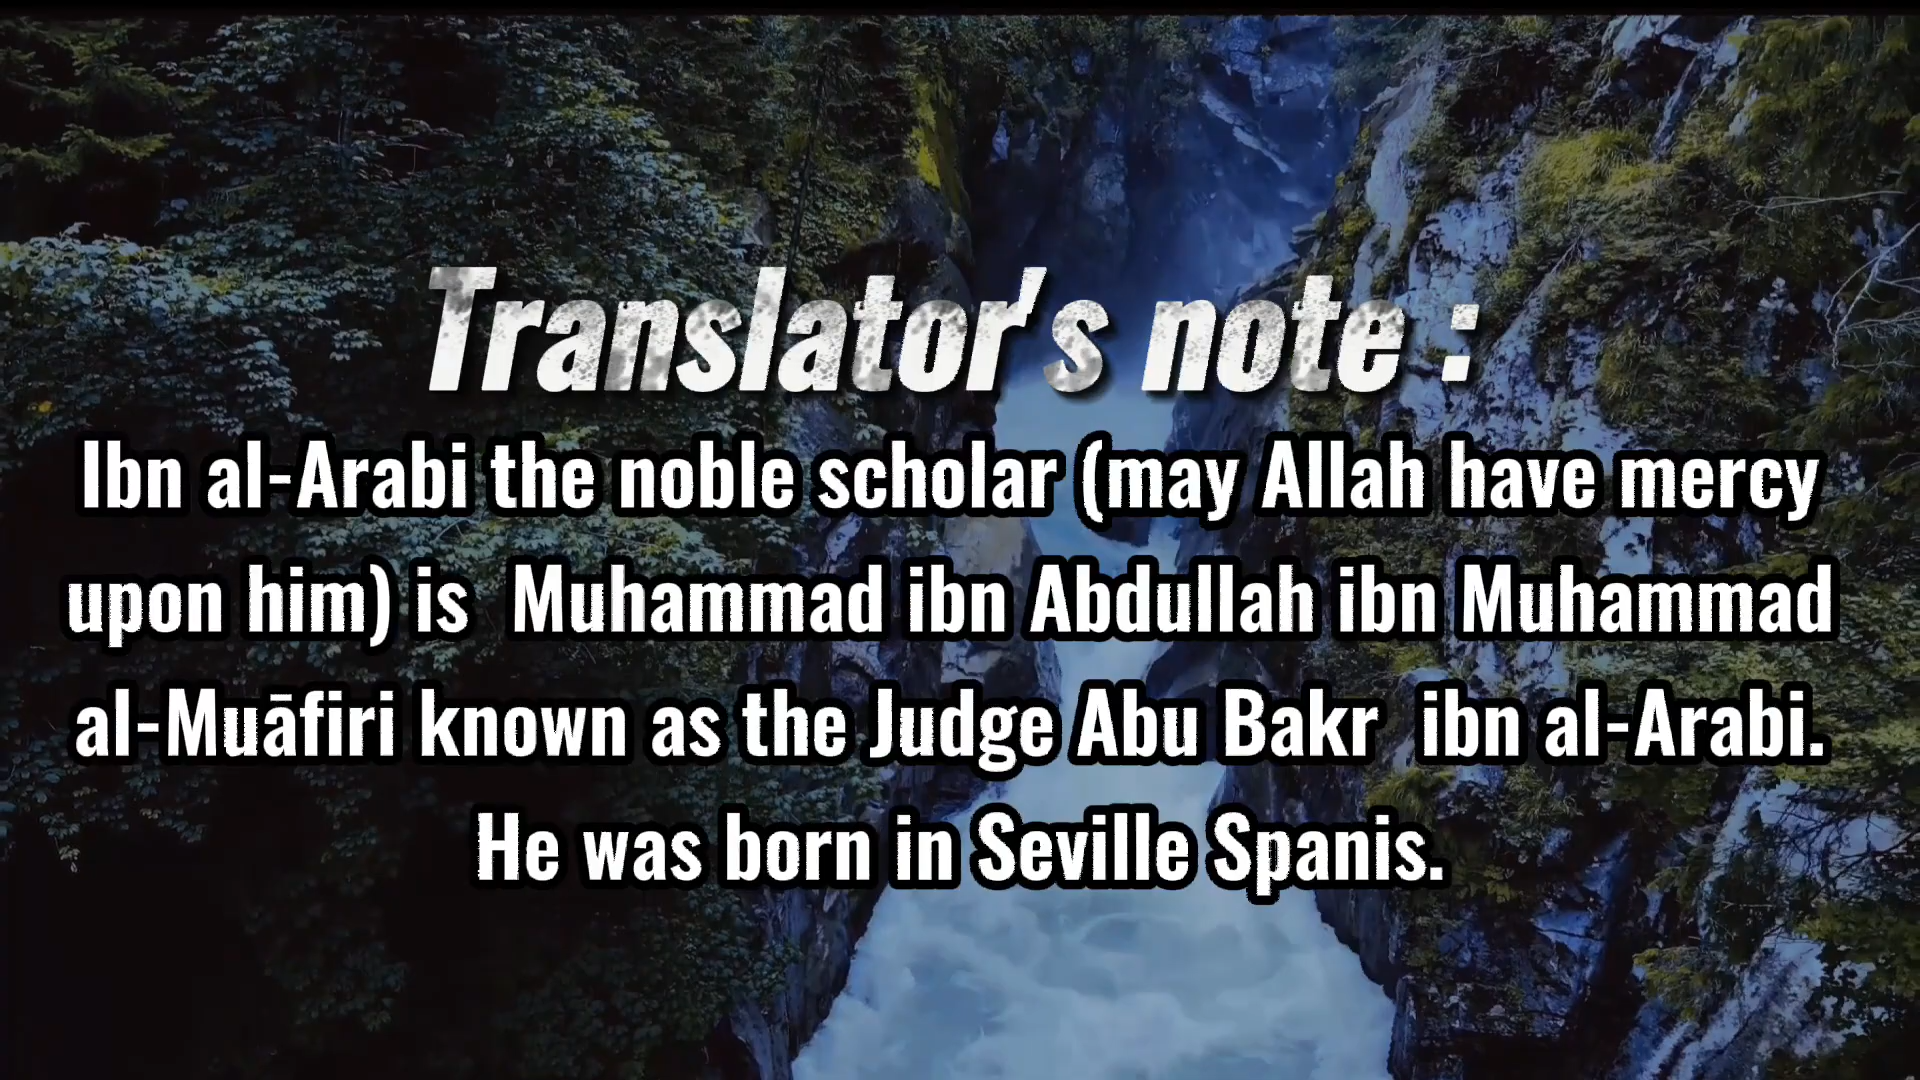 Translator's note :
Ibn al-Arabi the noble scholar (may Allah have mercy
upon him) is  Muhammad ibn Abdullah ibn Muhammad
al-Muāfiri known as the Judge Abu Bakr  ibn al-Arabi.
He was born in Seville Spanis.